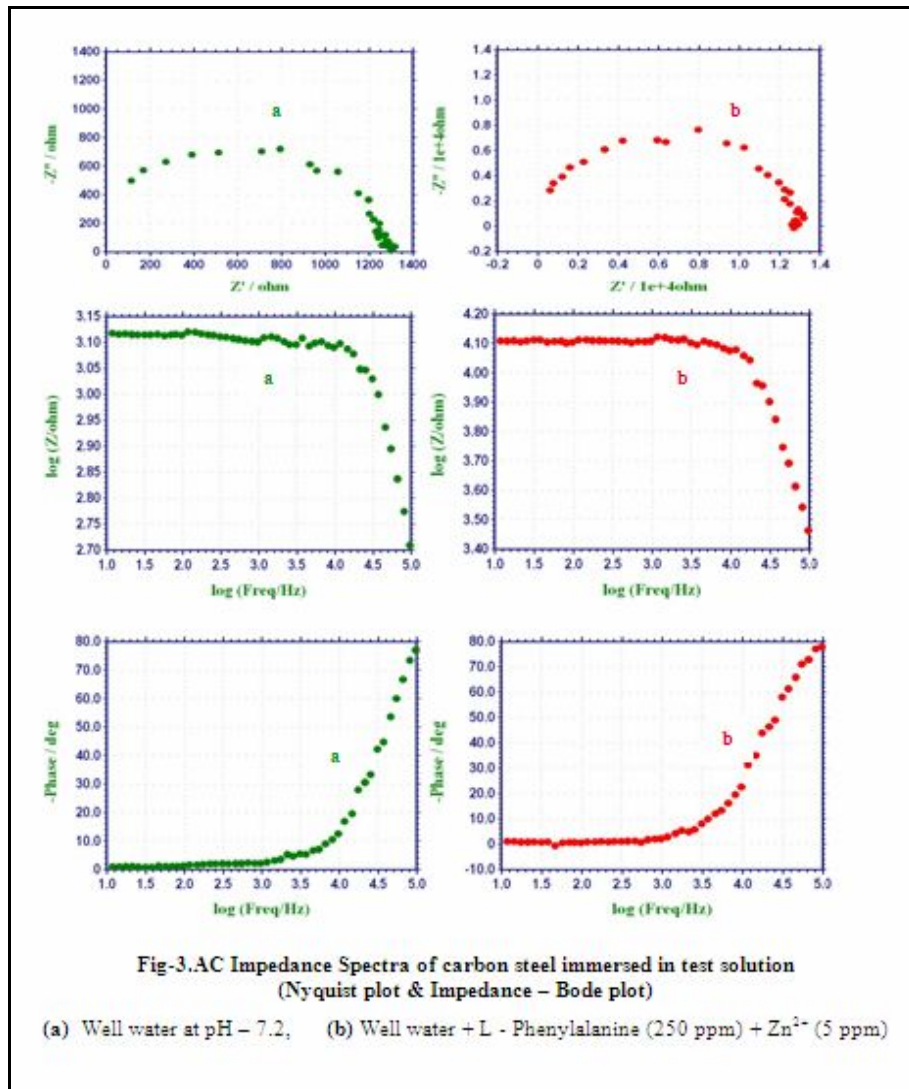 1400
1200
1000
800
600
400
200
0
-Z" / ohm
a
0 200 400 600 800 1000 1200 1400
Z' / ohm
1.4
1.2
1.0
0.8
0.6
0.4
0.2
0
-0.2
-Z" / 1e+4ohm
b
-0.2 0 0.2 0.4 0.6 0.8 1.0 1.2 1.4
Z' / 1e+4ohm
3.15
3.10
3.05
3.00
2.95
2.90
2.85
2.80
2.75
2.70
log (Z/ohm)
a
1.0 1.5 2.0 2.5 3.0 3.5 4.0 4.5 5.0
log (Freq/Hz)
4.20
4.10
4.00
3.90
3.80
3.70
3.60
3.50
3.40
log (Z/ohm)
b
1.0 1.5 2.0 2.5 3.0 3.5 4.0 4.5 5.0
log (Freq/Hz)
80.0
70.0
60.0
50.0
40.0
30.0
20.0
10.0
0
-Phase / deg
a
1.0 1.5 2.0 2.5 3.0 3.5 4.0 4.5 5.0
log (Freq/Hz)
80.0
70.0
60.0
50.0
40.0
30.0
20.0
10.0
0
-10.0
-Phase / deg
b
1.0 1.5 2.0 2.5 3.0 3.5 4.0 4.5 5.0
log (Freq/Hz)
Fig-3.AC Impedance Spectra of carbon steel immersed in test solution
(Nyquist plot & Impedance – Bode plot)
(a) Well water at pH – 7.2, (b) Well water + L - Phenylalanine (250 ppm) + Zn²⁺ (5 ppm)